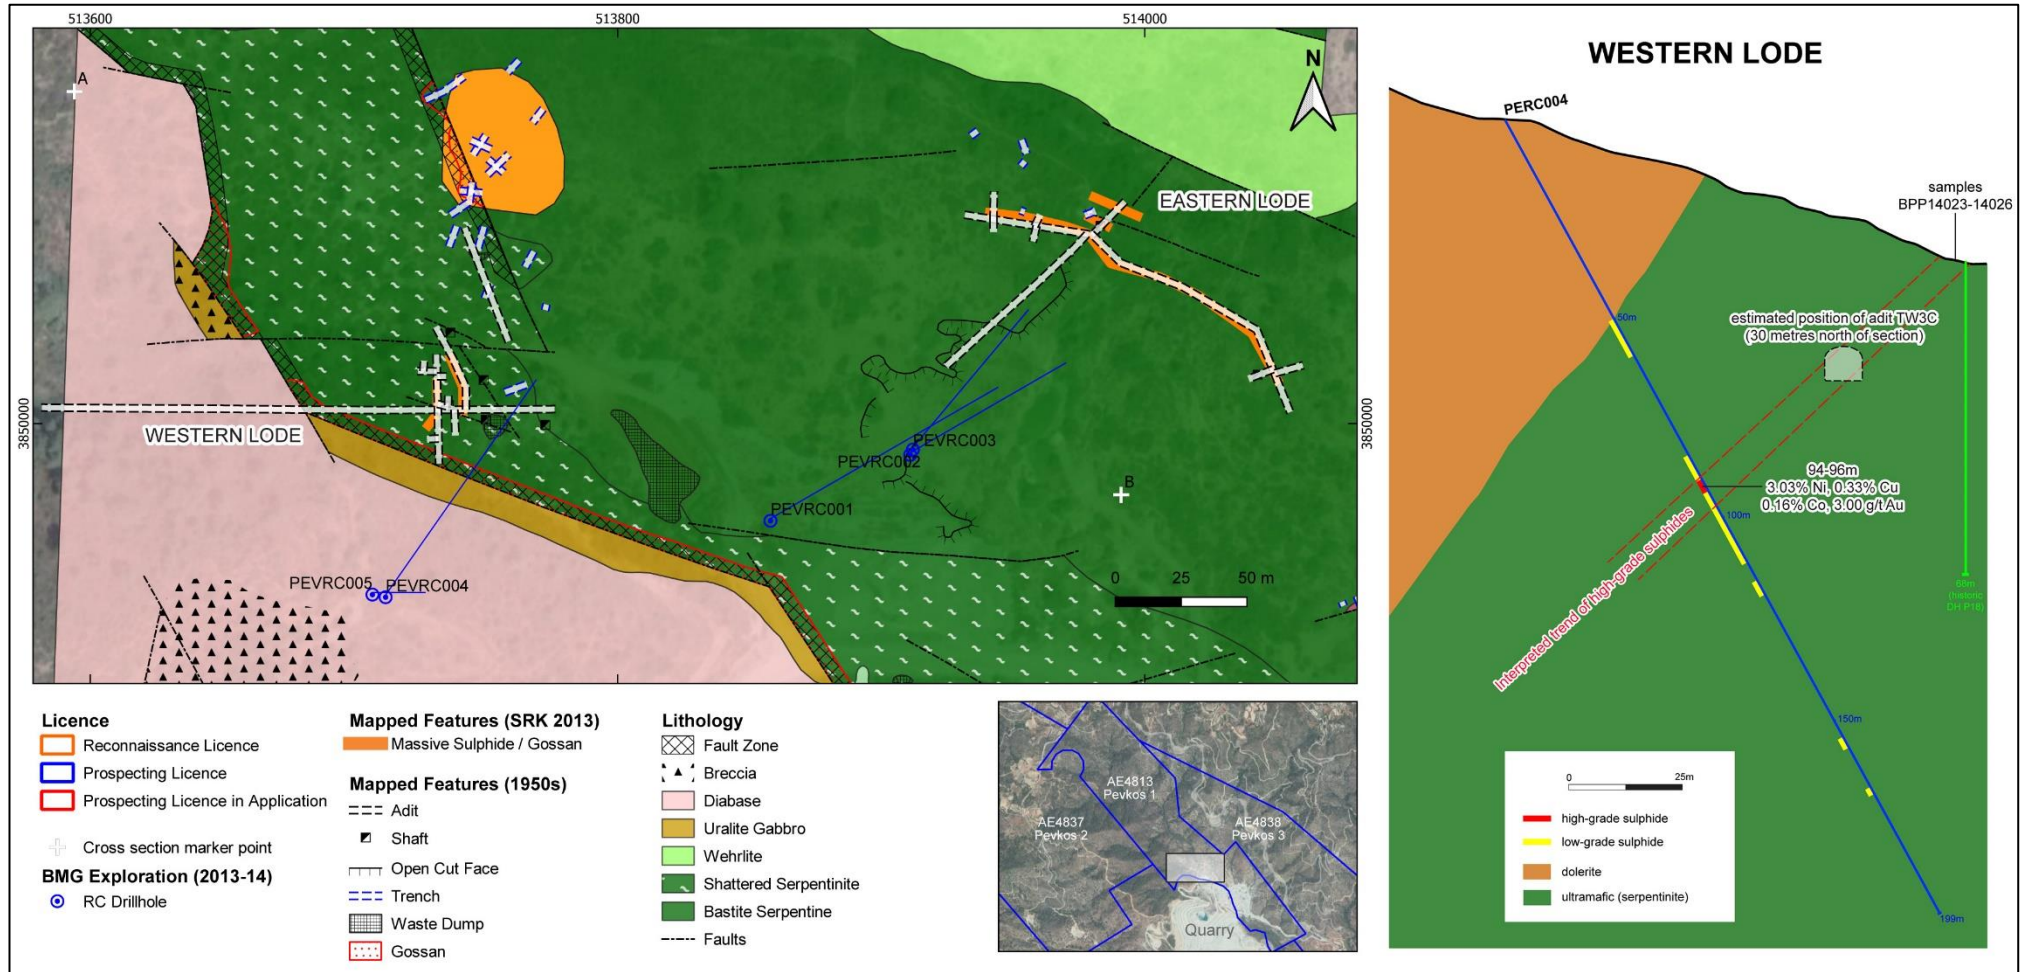 513600
513800
514000
3850000
3850000
A
N
EASTERN LODE
WESTERN LODE
PEVRC003
PEVRC002
B
PEVRC001
PEVRC005
PEVRC004
0 25 50 m
Licence
Reconnaissance Licence
Prospecting Licence
Prospecting Licence in Application
Cross section marker point
BMG Exploration (2013-14)
RC Drillhole
Mapped Features (SRK 2013)
Massive Sulphide / Gossan
Mapped Features (1950s)
Adit
Shaft
Open Cut Face
Trench
Waste Dump
Gossan
Lithology
Fault Zone
Breccia
Diabase
Uralite Gabbro
Wehrlite
Shattered Serpentinite
Bastite Serpentine
Faults
AE4813
Pevkos 1
AE4837
Pevkos 2
AE4838
Pevkos 3
Quarry
WESTERN LODE
PERC004
samples
BPP14023-14026
50m
estimated position of adit TW3C
(30 metres north of section)
94-96m
3.03% Ni, 0.33% Cu
0.16% Co, 3.00 g/t Au
100m
Interpreted trend of high-grade sulphides
68m
(historic
DH P18)
150m
199m
0 25m
high-grade sulphide
low-grade sulphide
dolerite
ultramafic (serpentinite)